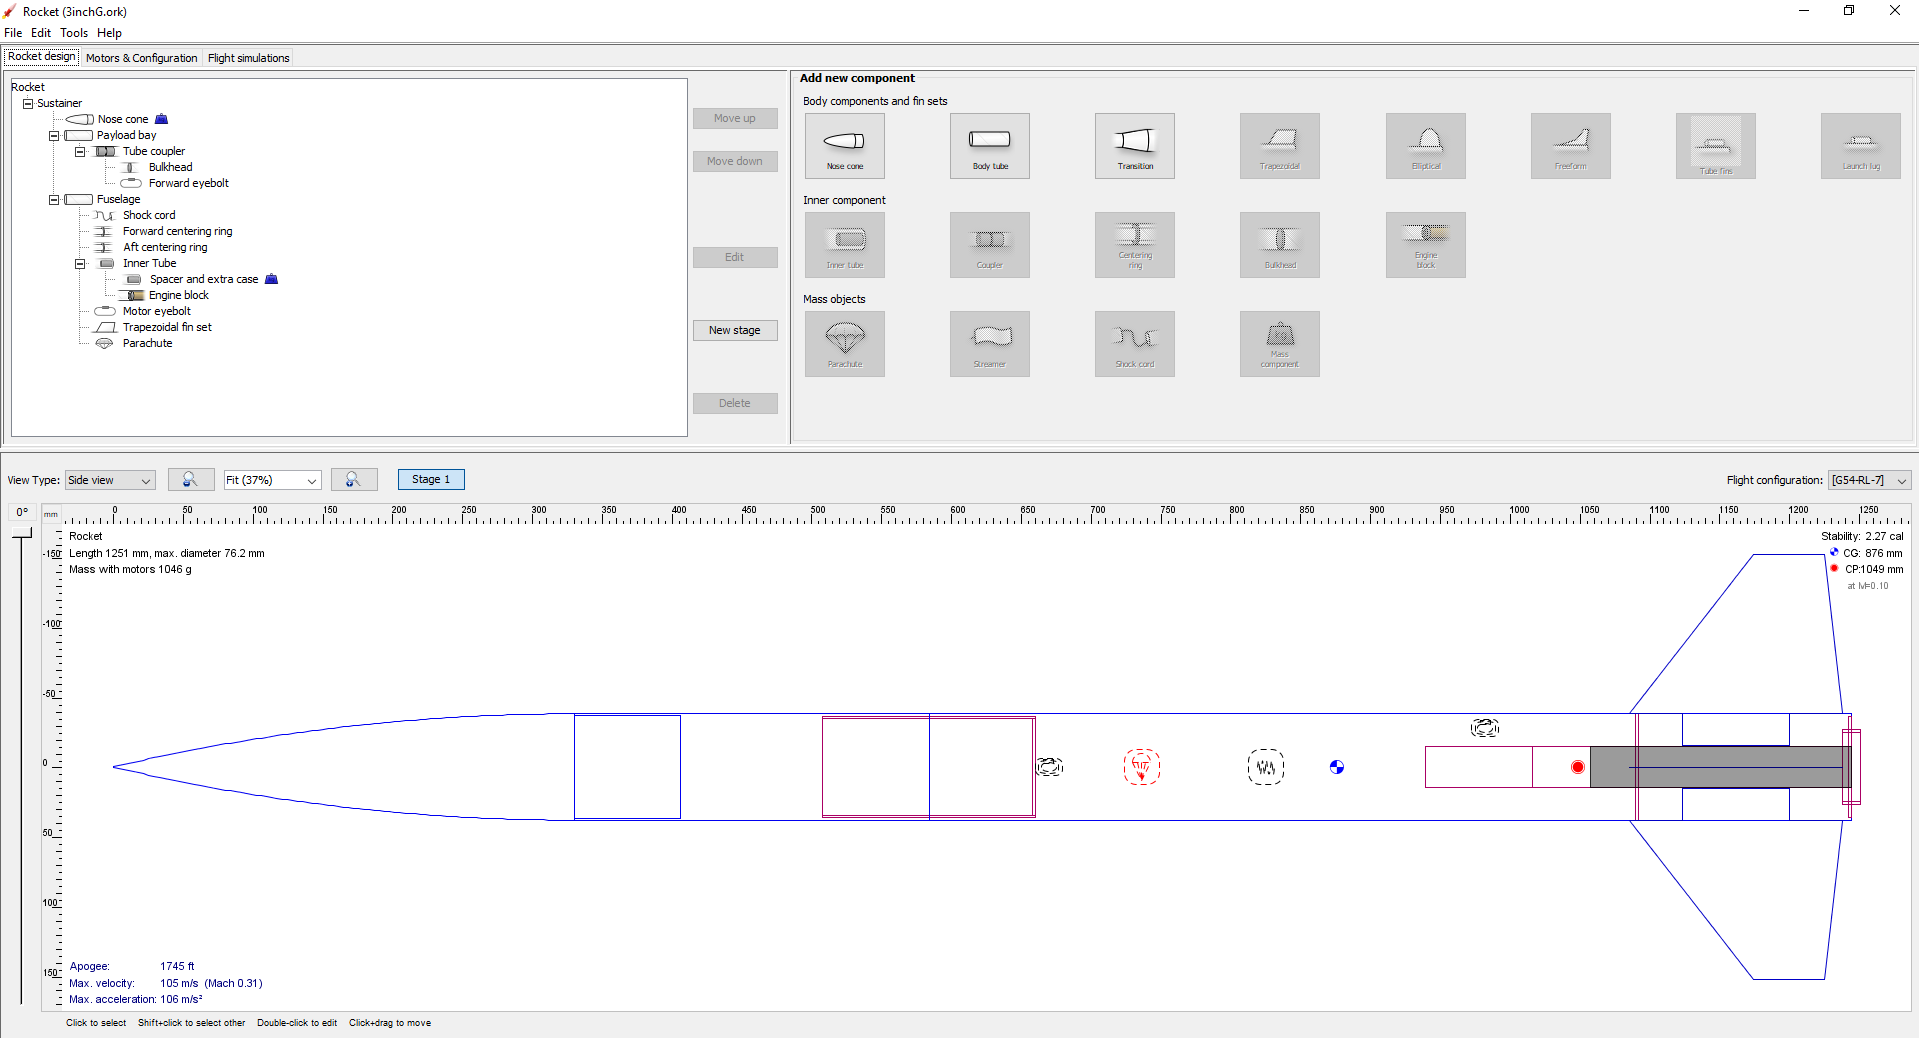 Rocket (3inchG.ork)
File Edit Tools Help
Rocket design Motors & Configuration Flight simulations
Rocket
Sustainer
Nose cone
Payload bay
Tube coupler
Bulkhead
Forward eyebolt
Fuselage
Shock cord
Forward centering ring
Aft centering ring
Inner Tube
Spacer and extra case
Engine block
Motor eyebolt
Trapezoidal fin set
Parachute
Move up
Move down
Edit
New stage
Delete
Add new component
Body components and fin sets
Nose cone Body tube Transition Trapezoidal Elliptical Freeform Tube fins Launch lug
Inner component
Inner tube Coupler Centering ring Bulkhead Engine block
Mass objects
Parachute Streamer Shock cord Mass component
View Type: Side view Fit (37%) Stage 1 Flight configuration: [G54-RL-7]
0° mm 0 50 100 150 200 250 300 350 400 450 500 550 600 650 700 750 800 850 900 950 1000 1050 1100 1150 1200 1250
Rocket
Length 1251 mm, max. diameter 76.2 mm
Mass with motors 1046 g
Stability: 2.27 cal
CG: 876 mm
CP:1049 mm
at M=0.10
-150
-100
-50
0
50
100
150
Apogee: 1745 ft
Max. velocity: 105 m/s (Mach 0.31)
Max. acceleration: 106 m/s²
Click to select Shift+click to select other Double-click to edit Click+drag to move